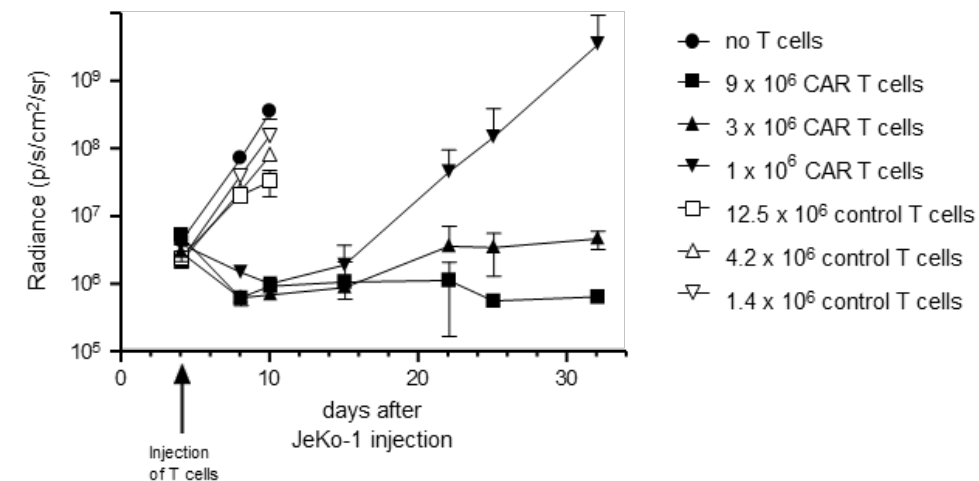 Radiance (p/s/cm²/sr)
10⁹
10⁸
10⁷
10⁶
10⁵
0
10
20
30
days after
JeKo-1 injection
Injection
of T cells
no T cells
9 x 10⁶ CAR T cells
3 x 10⁶ CAR T cells
1 x 10⁶ CAR T cells
12.5 x 10⁶ control T cells
4.2 x 10⁶ control T cells
1.4 x 10⁶ control T cells